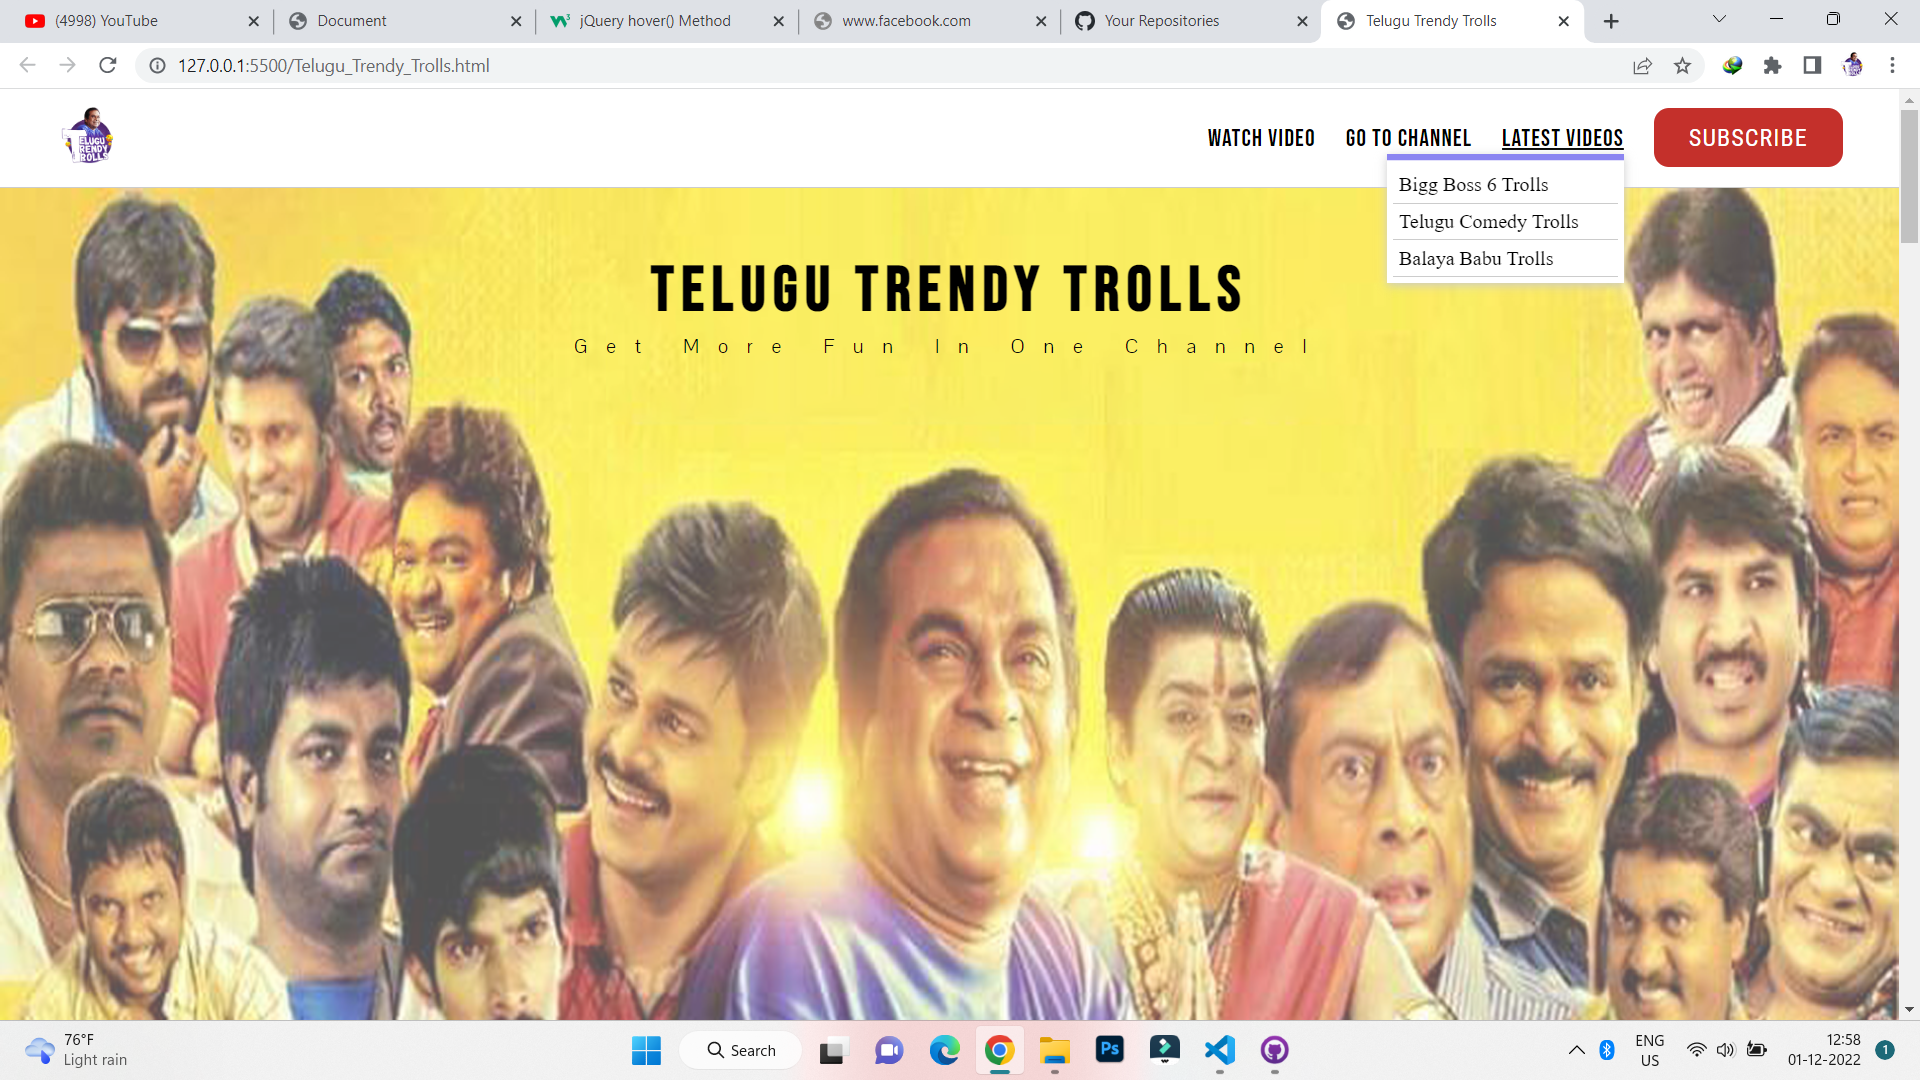 (4998) YouTube
Document
jQuery hover() Method
www.facebook.com
Your Repositories
Telugu Trendy Trolls
127.0.0.1:5500/Telugu_Trendy_Trolls.html
TELUGU
TRENDY
TROLLS
WATCH VIDEO
GO TO CHANNEL
LATEST VIDEOS
SUBSCRIBE
Bigg Boss 6 Trolls
Telugu Comedy Trolls
Balaya Babu Trolls
TELUGU TRENDY TROLLS
Get More Fun In One Channel
76°F
Light rain
Search
Ps
ENG
US
12:58
01-12-2022
1